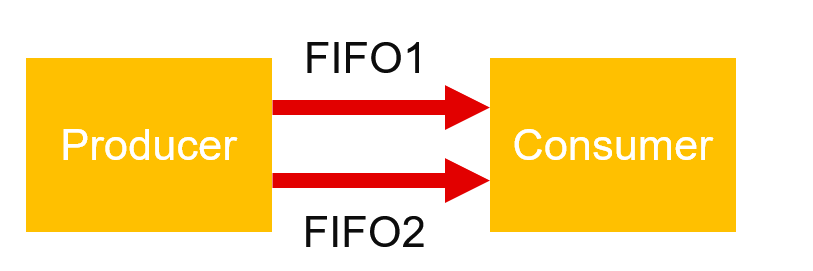 FIFO1
Producer
Consumer
FIFO2